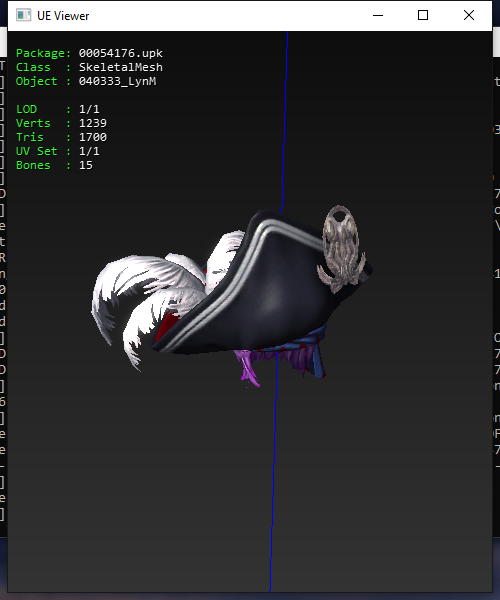 UE Viewer
Package: 00054176.upk
Class : SkeletalMesh
Object : 040333_LynM
LOD : 1/1
Verts : 1239
Tris : 1700
UV Set : 1/1
Bones : 15